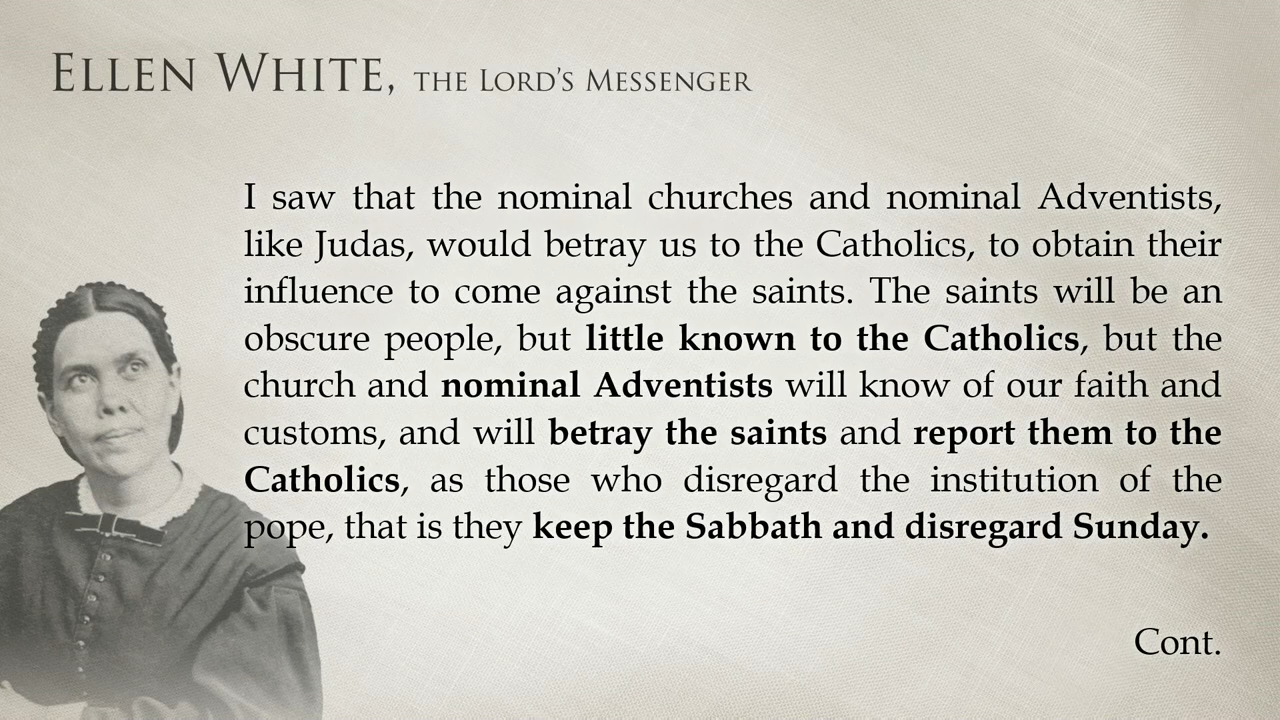 Ellen White, the Lord's Messenger
I saw that the nominal churches and nominal Adventists,
like Judas, would betray us to the Catholics, to obtain their
influence to come against the saints. The saints will be an
obscure people, but little known to the Catholics, but the
church and nominal Adventists will know of our faith and
customs, and will betray the saints and report them to the
Catholics, as those who disregard the institution of the
pope, that is they keep the Sabbath and disregard Sunday.
Cont.